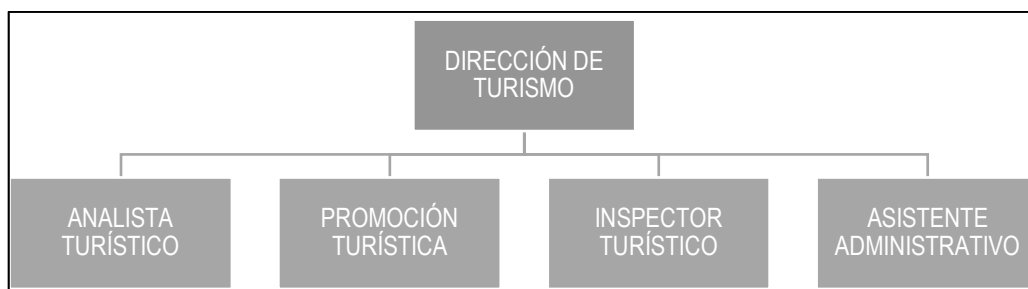 DIRECCIÓN DE
TURISMO
ANALISTA
TURÍSTICO
PROMOCIÓN
TURÍSTICA
INSPECTOR
TURÍSTICO
ASISTENTE
ADMINISTRATIVO